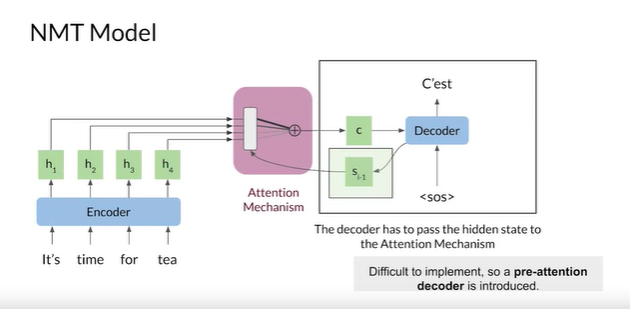 NMT Model
C'est
h1 h2 h3 h4
c
Decoder
si-1
Encoder
Attention
Mechanism
<sos>
It's time for tea
The decoder has to pass the hidden state to
the Attention Mechanism
Difficult to implement, so a pre-attention
decoder is introduced.